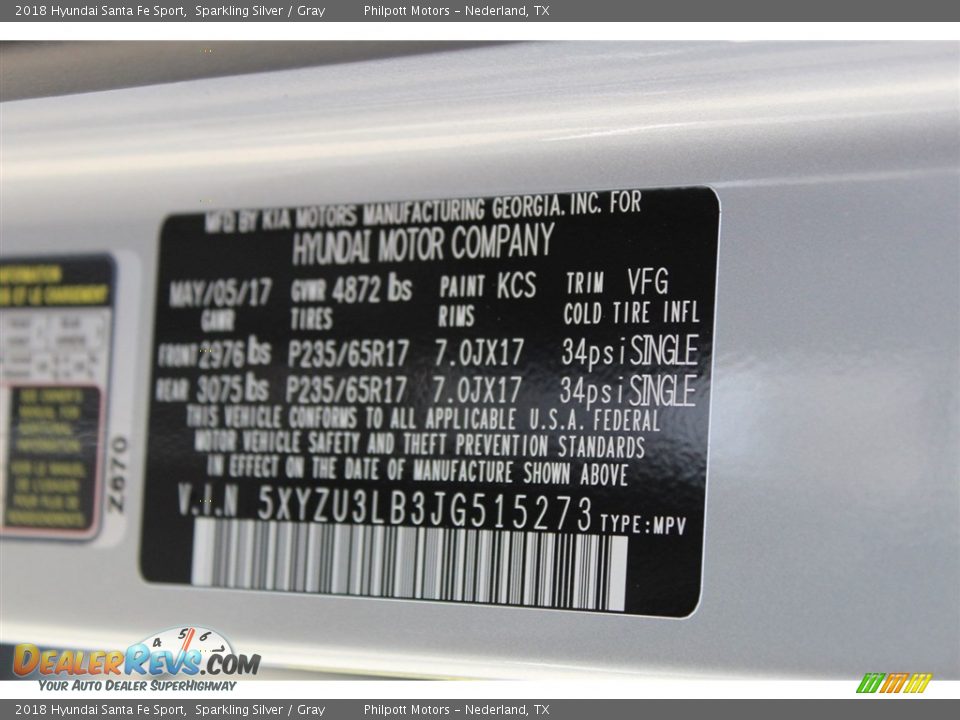 2018 Hyundai Santa Fe Sport, Sparkling Silver / Gray Philpott Motors – Nederland, TX
MFD BY KIA MOTORS MANUFACTURING GEORGIA. INC. FOR
HYUNDAI MOTOR COMPANY
MAY/05/17 GVWR 4872 lbs PAINT KCS TRIM VFG
GAWR TIRES RIMS COLD TIRE INFL
FRONT 2976 lbs P235/65R17 7.0JX17 34psi SINGLE
REAR 3075 lbs P235/65R17 7.0JX17 34psi SINGLE
THIS VEHICLE CONFORMS TO ALL APPLICABLE U.S.A. FEDERAL
MOTOR VEHICLE SAFETY AND THEFT PREVENTION STANDARDS
IN EFFECT ON THE DATE OF MANUFACTURE SHOWN ABOVE
V.I.N 5XYZU3LB3JG515273 TYPE:MPV
Z670
4 5 6
DEALERREVS.COM
YOUR AUTO DEALER SUPERHIGHWAY
2018 Hyundai Santa Fe Sport, Sparkling Silver / Gray Philpott Motors – Nederland, TX